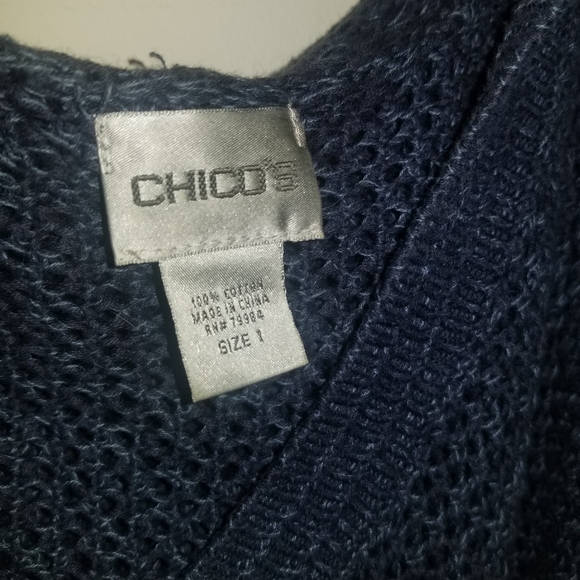 CHICO'S
100% COTTON
MADE IN CHINA
RN# 79984
SIZE 1